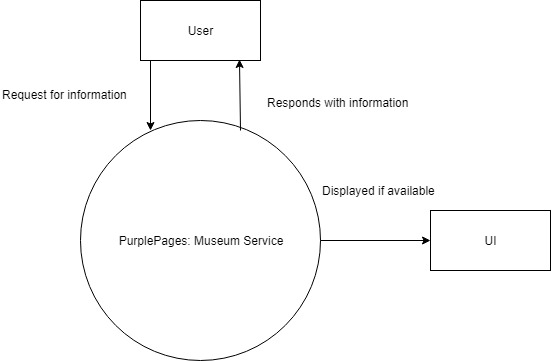 User
Request for information
Responds with information
Displayed if available
PurplePages: Museum Service
UI